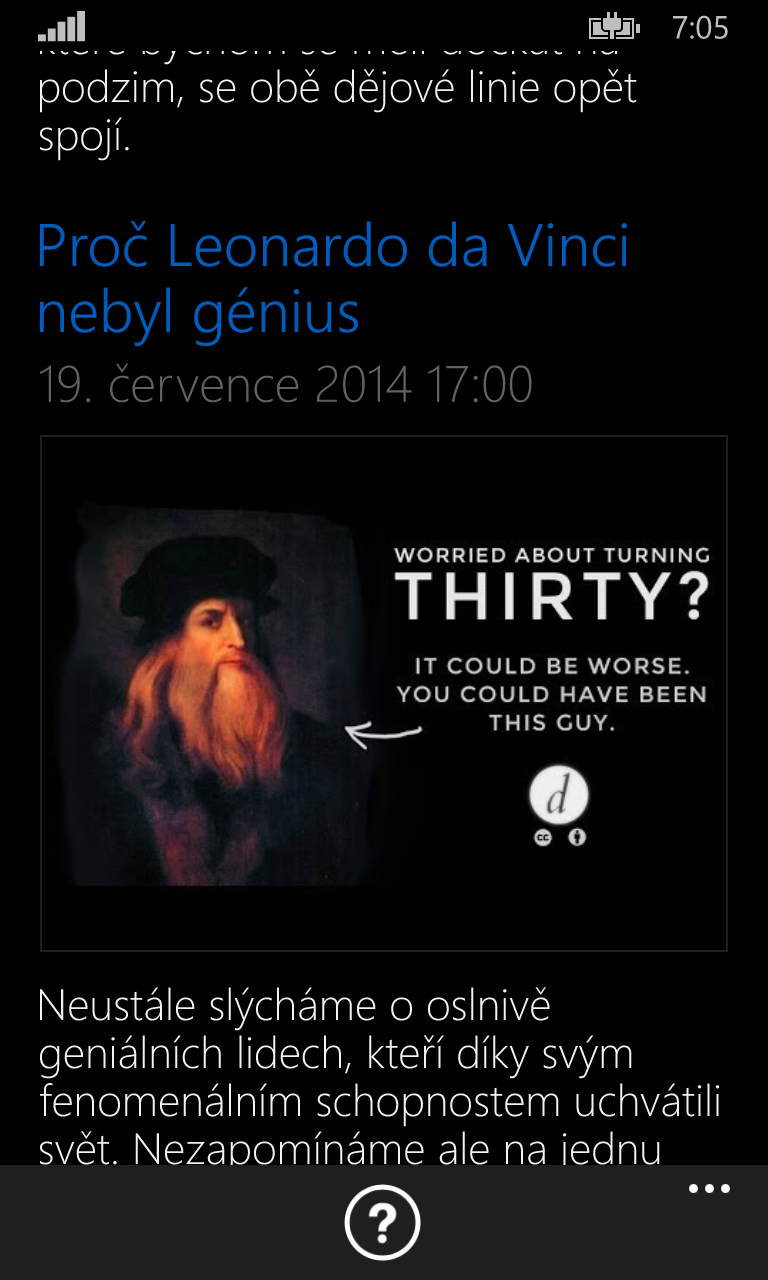 7:05
podzim, se obě dějové linie opět
spojí.
Proč Leonardo da Vinci
nebyl génius
19. července 2014 17:00
WORRIED ABOUT TURNING
THIRTY?
IT COULD BE WORSE.
YOU COULD HAVE BEEN
THIS GUY.
d
cc
Neustále slýcháme o oslnivě
geniálních lidech, kteří díky svým
fenomenálním schopnostem uchvátili
svět. Nezapomínáme ale na jednu
?